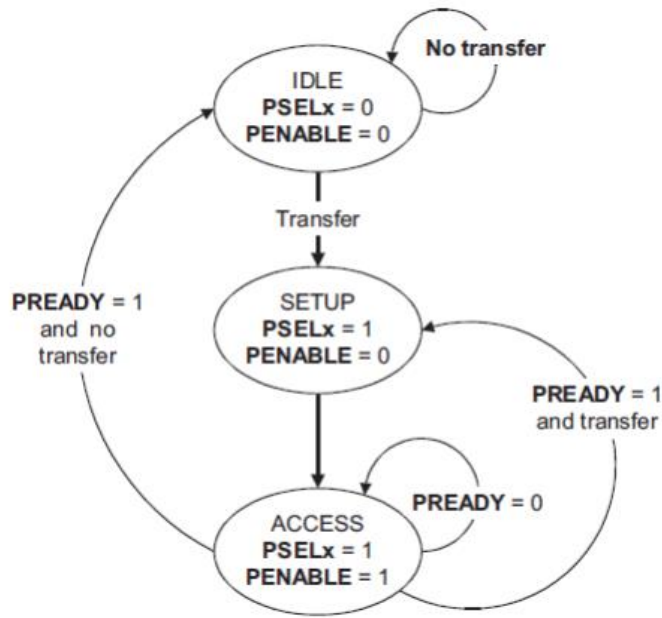 No transfer
IDLE
PSELx = 0
PENABLE = 0
Transfer
SETUP
PSELx = 1
PENABLE = 0
PREADY = 1
and no
transfer
PREADY = 1
and transfer
PREADY = 0
ACCESS
PSELx = 1
PENABLE = 1